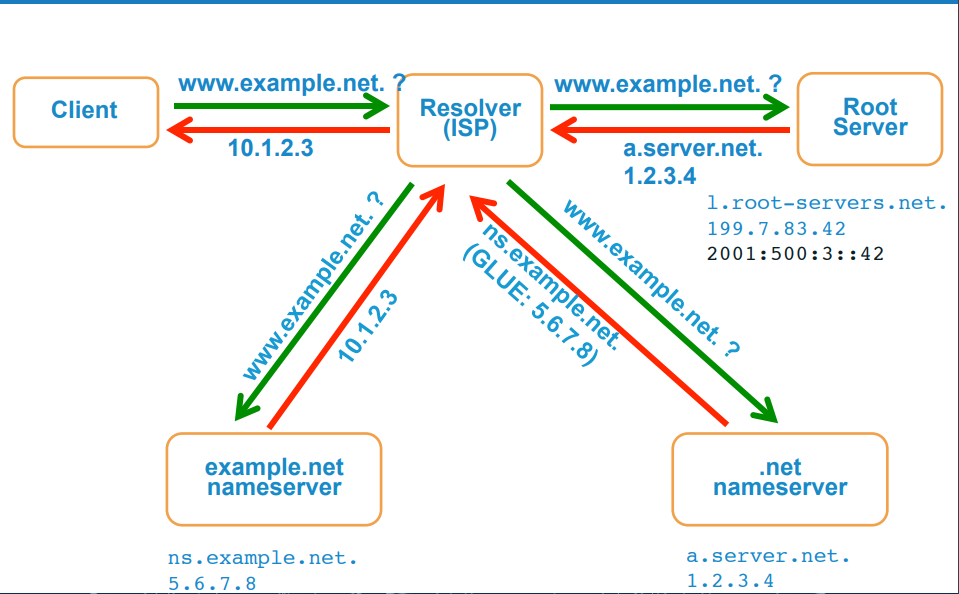 www.example.net. ?
www.example.net. ?
Client
Resolver
(ISP)
Root
Server
10.1.2.3
a.server.net.
1.2.3.4
l.root-servers.net.
199.7.83.42
2001:500:3::42
www.example.net. ?
10.1.2.3
ns.example.net.
(GLUE: 5.6.7.8)
www.example.net. ?
example.net
nameserver
.net
nameserver
ns.example.net.
5.6.7.8
a.server.net.
1.2.3.4